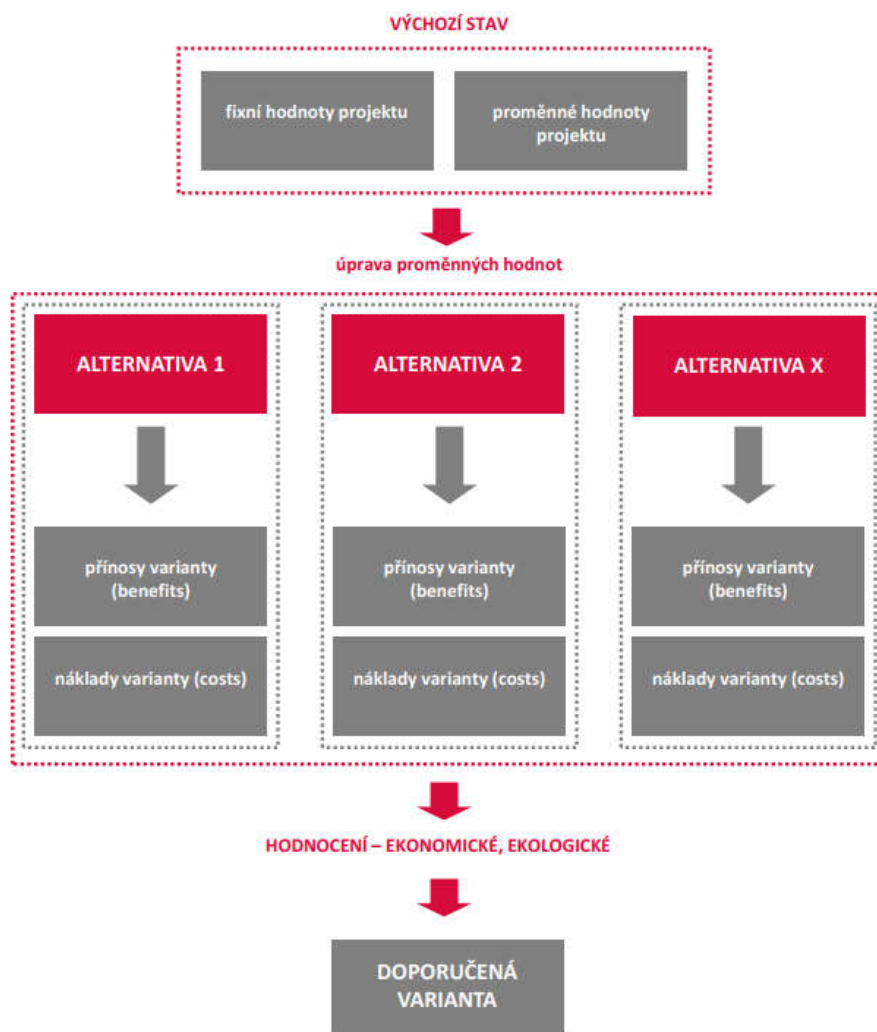 VÝCHOZÍ STAV
fixní hodnoty projektu
proměnné hodnoty
projektu
úprava proměnných hodnot
ALTERNATIVA 1
ALTERNATIVA 2
ALTERNATIVA X
přínosy varianty
(benefits)
přínosy varianty
(benefits)
přínosy varianty
(benefits)
náklady varianty (costs)
náklady varianty (costs)
náklady varianty (costs)
HODNOCENÍ – EKONOMICKÉ, EKOLOGICKÉ
DOPORUČENÁ
VARIANTA